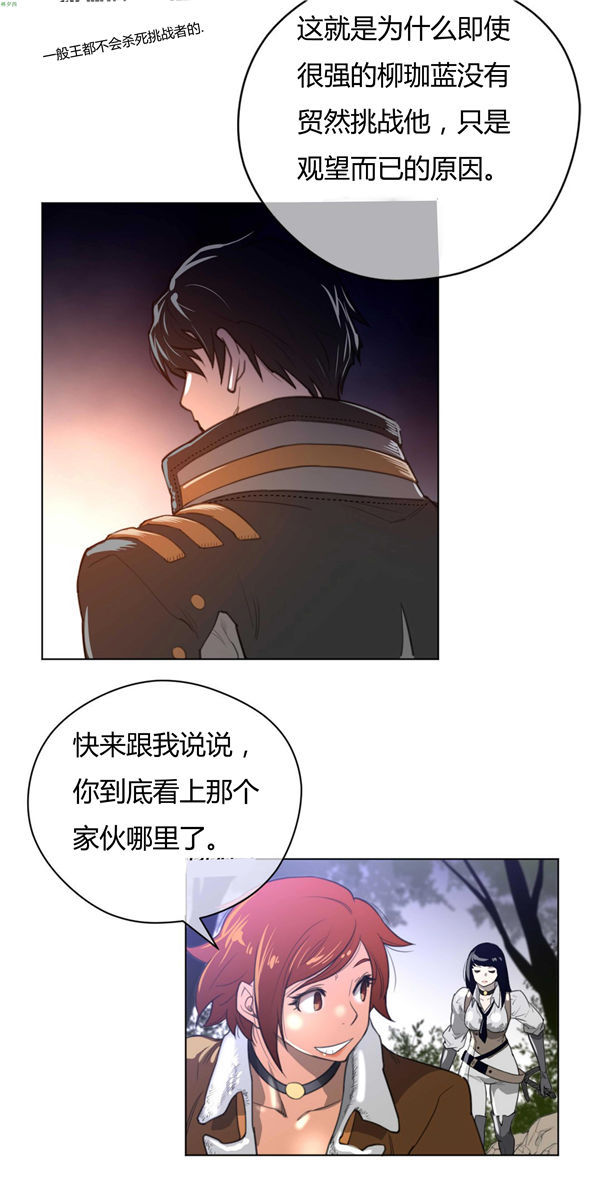 一般王都不会杀死挑战者的.
这就是为什么即使
很强的柳珈蓝没有
贸然挑战他，只是
观望而已的原因。
快来跟我说说，
你到底看上那个
家伙哪里了。